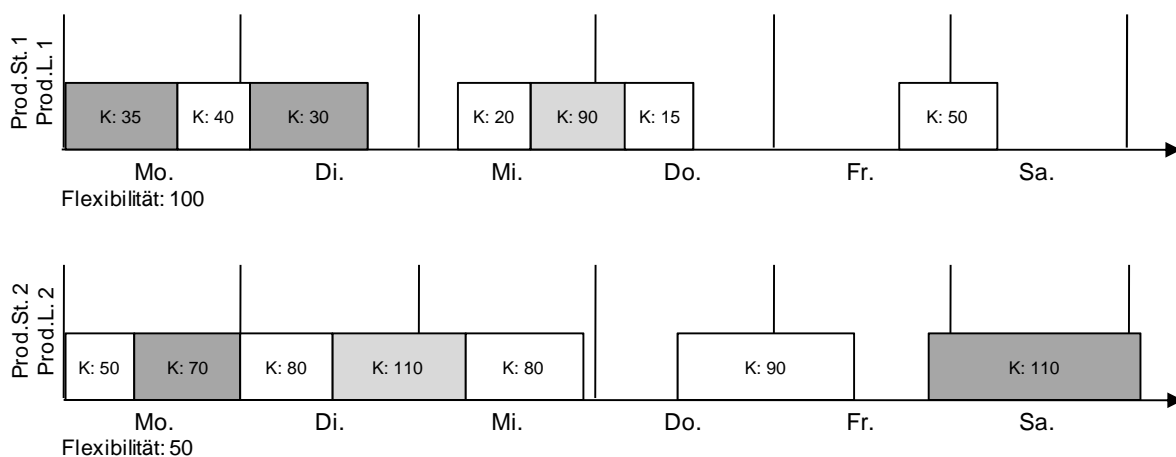 Prod.St. 1
Prod.L. 1
K: 35 K: 40 K: 30 K: 20 K: 90 K: 15 K: 50
Mo. Di. Mi. Do. Fr. Sa.
Flexibilität: 100
Prod.St. 2
Prod.L. 2
K: 50 K: 70 K: 80 K: 110 K: 80 K: 90 K: 110
Mo. Di. Mi. Do. Fr. Sa.
Flexibilität: 50